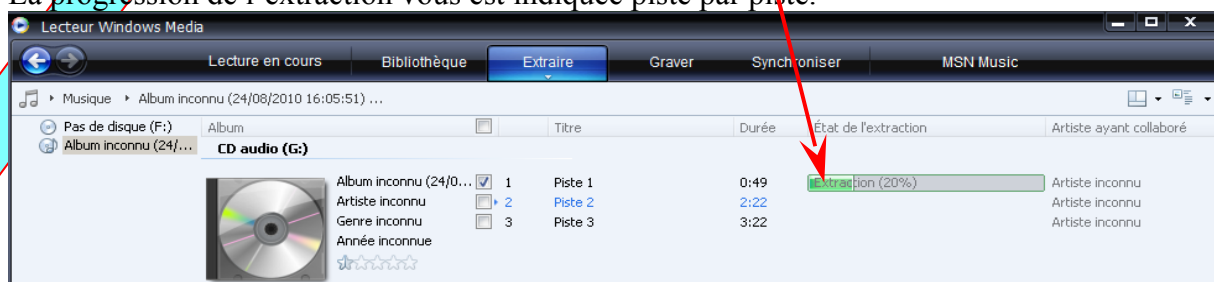 La progression de l'extraction vous est indiquée piste par piste.
Lecteur Windows Media
Lecture en cours Bibliothèque Extraire Graver Synchroniser MSN Music
Musique Album inconnu (24/08/2010 16:05:51) ...
Pas de disque (F:) Album Titre Durée État de l'extraction Artiste ayant collaboré
Album inconnu (24/... CD audio (G:)
Album inconnu (24/0... 1 Piste 1 0:49 Extraction (20%) Artiste inconnu
Artiste inconnu 2 Piste 2 2:22 Artiste inconnu
Genre inconnu 3 Piste 3 3:22 Artiste inconnu
Année inconnue